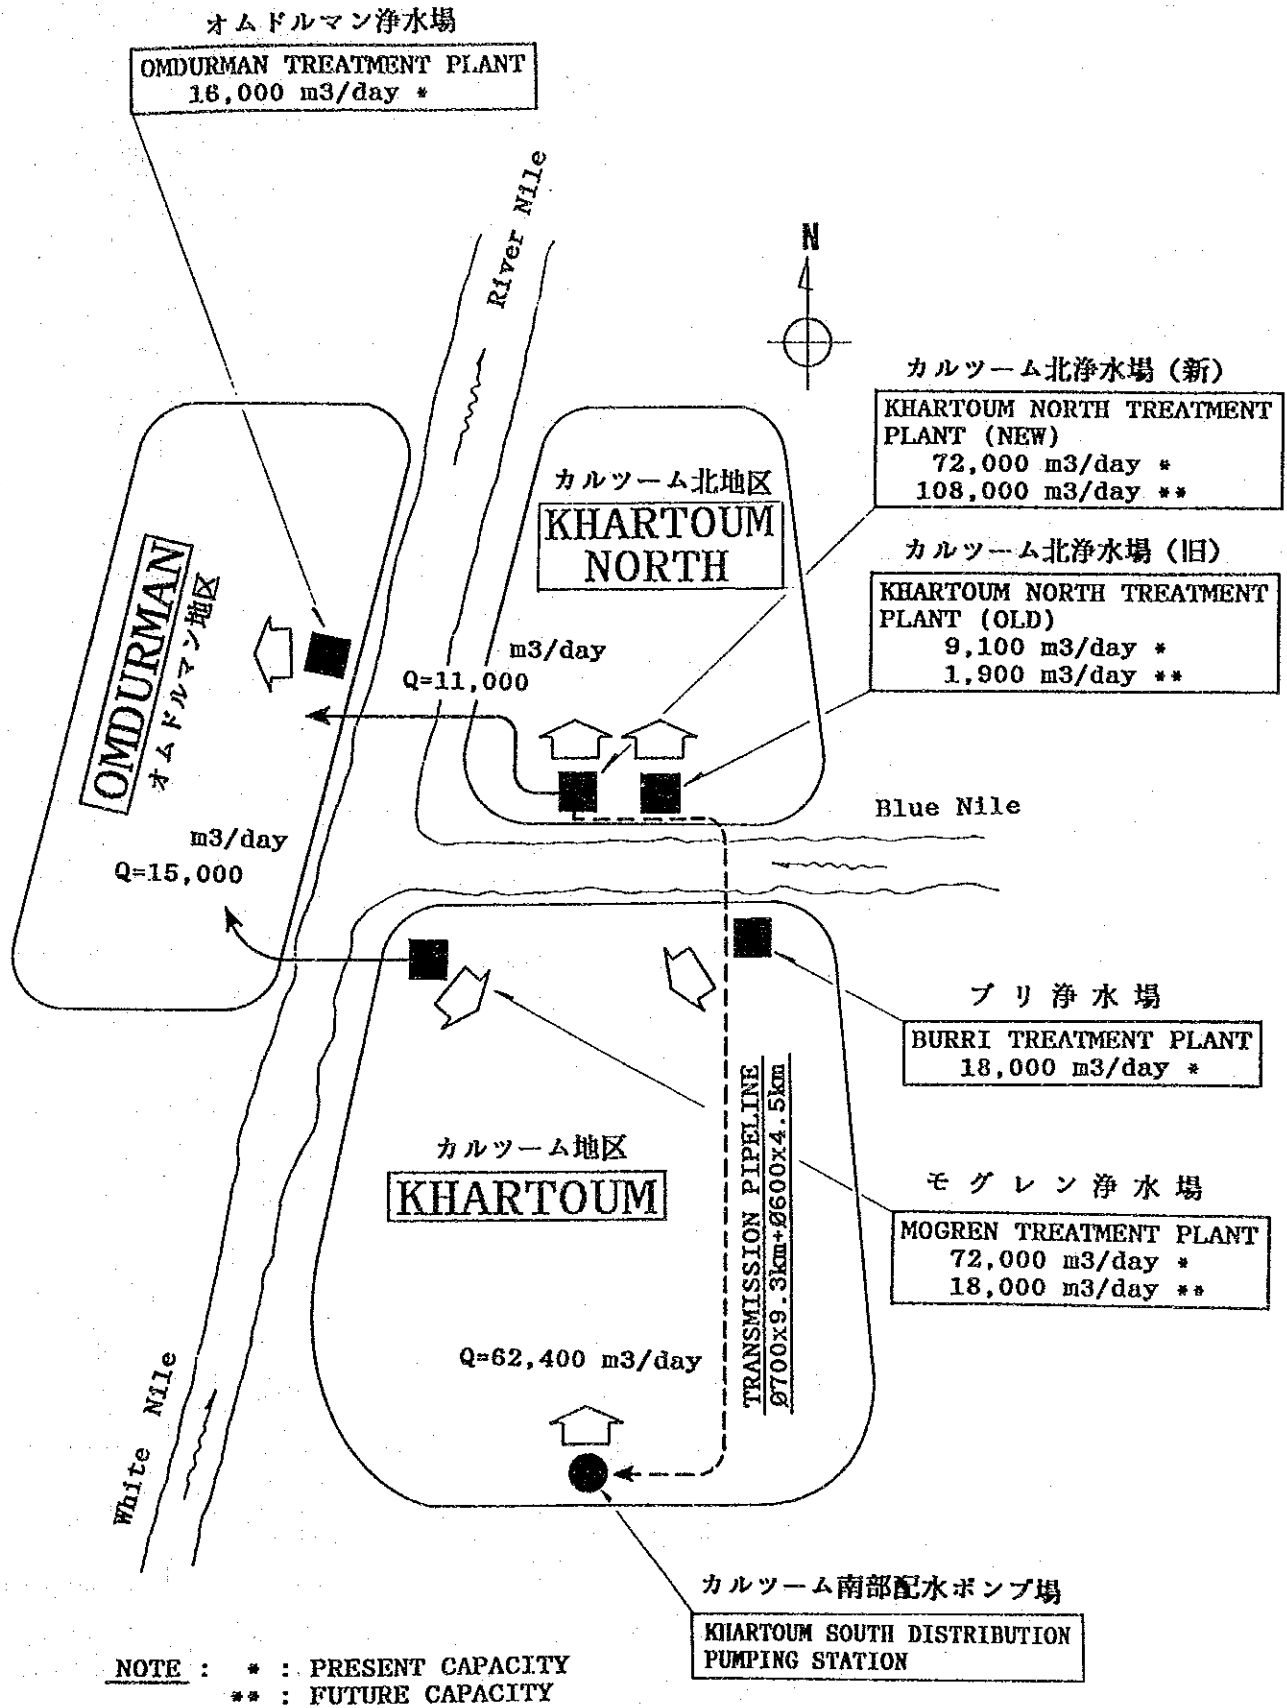 オムドルマン浄水場
OMDURMAN TREATMENT PLANT
16,000 m3/day *
River Nile
N
カルツーム北浄水場 (新)
KHARTOUM NORTH TREATMENT
PLANT (NEW)
72,000 m3/day *
108,000 m3/day **
カルツーム北地区
KHARTOUM
NORTH
カルツーム北浄水場 (旧)
KHARTOUM NORTH TREATMENT
PLANT (OLD)
9,100 m3/day *
1,900 m3/day **
OMDURMAN
オムドルマン地区
m3/day
Q=11,000
Blue Nile
m3/day
Q=15,000
ブリ浄水場
BURRI TREATMENT PLANT
18,000 m3/day *
カルツーム地区
KHARTOUM
TRANSMISSION PIPELINE
Ø700x9.3km+Ø600x4.5km
モグレン浄水場
MOGREN TREATMENT PLANT
72,000 m3/day *
18,000 m3/day **
Q=62,400 m3/day
White Nile
カルツーム南部配水ポンプ場
KHARTOUM SOUTH DISTRIBUTION
PUMPING STATION
NOTE : * : PRESENT CAPACITY
** : FUTURE CAPACITY